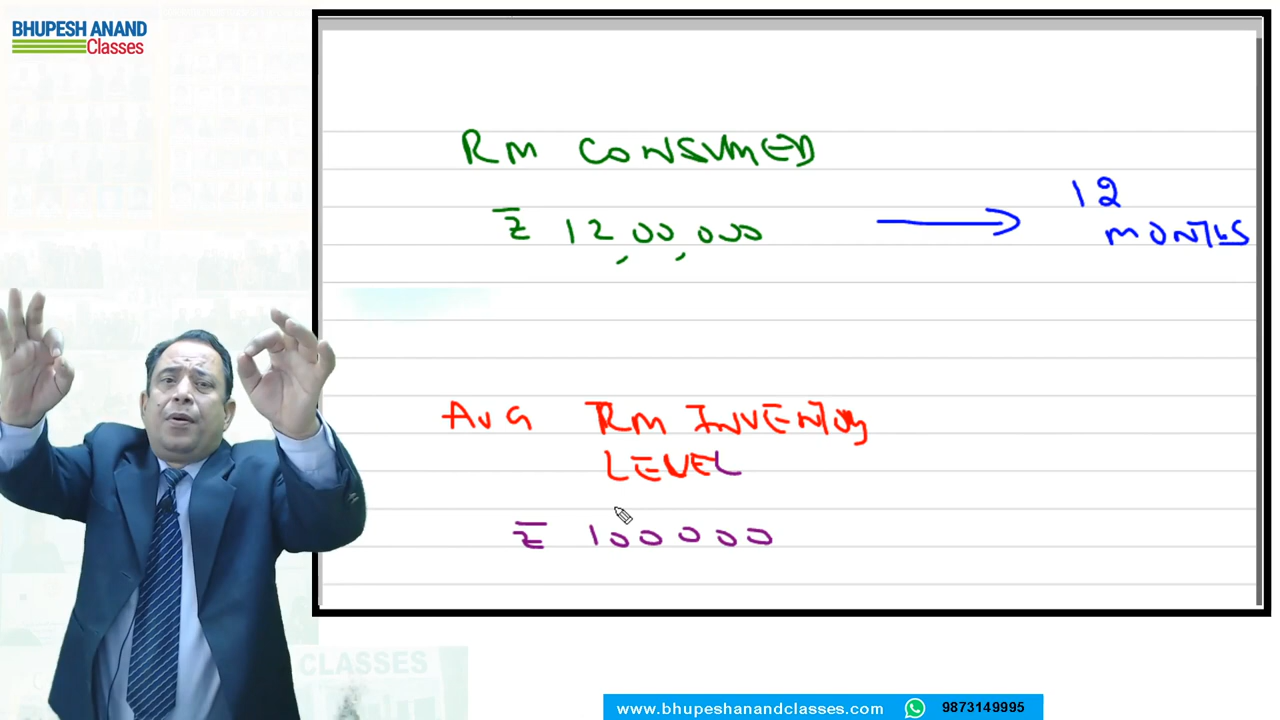 BHUPESH ANAND
Classes
RM CONSUMED
₹ 12,00,000
12
MONTHS
AVG RM INVENTORY
LEVEL
₹ 100000
CLASSES
www.bhupeshanandclasses.com 9873149995